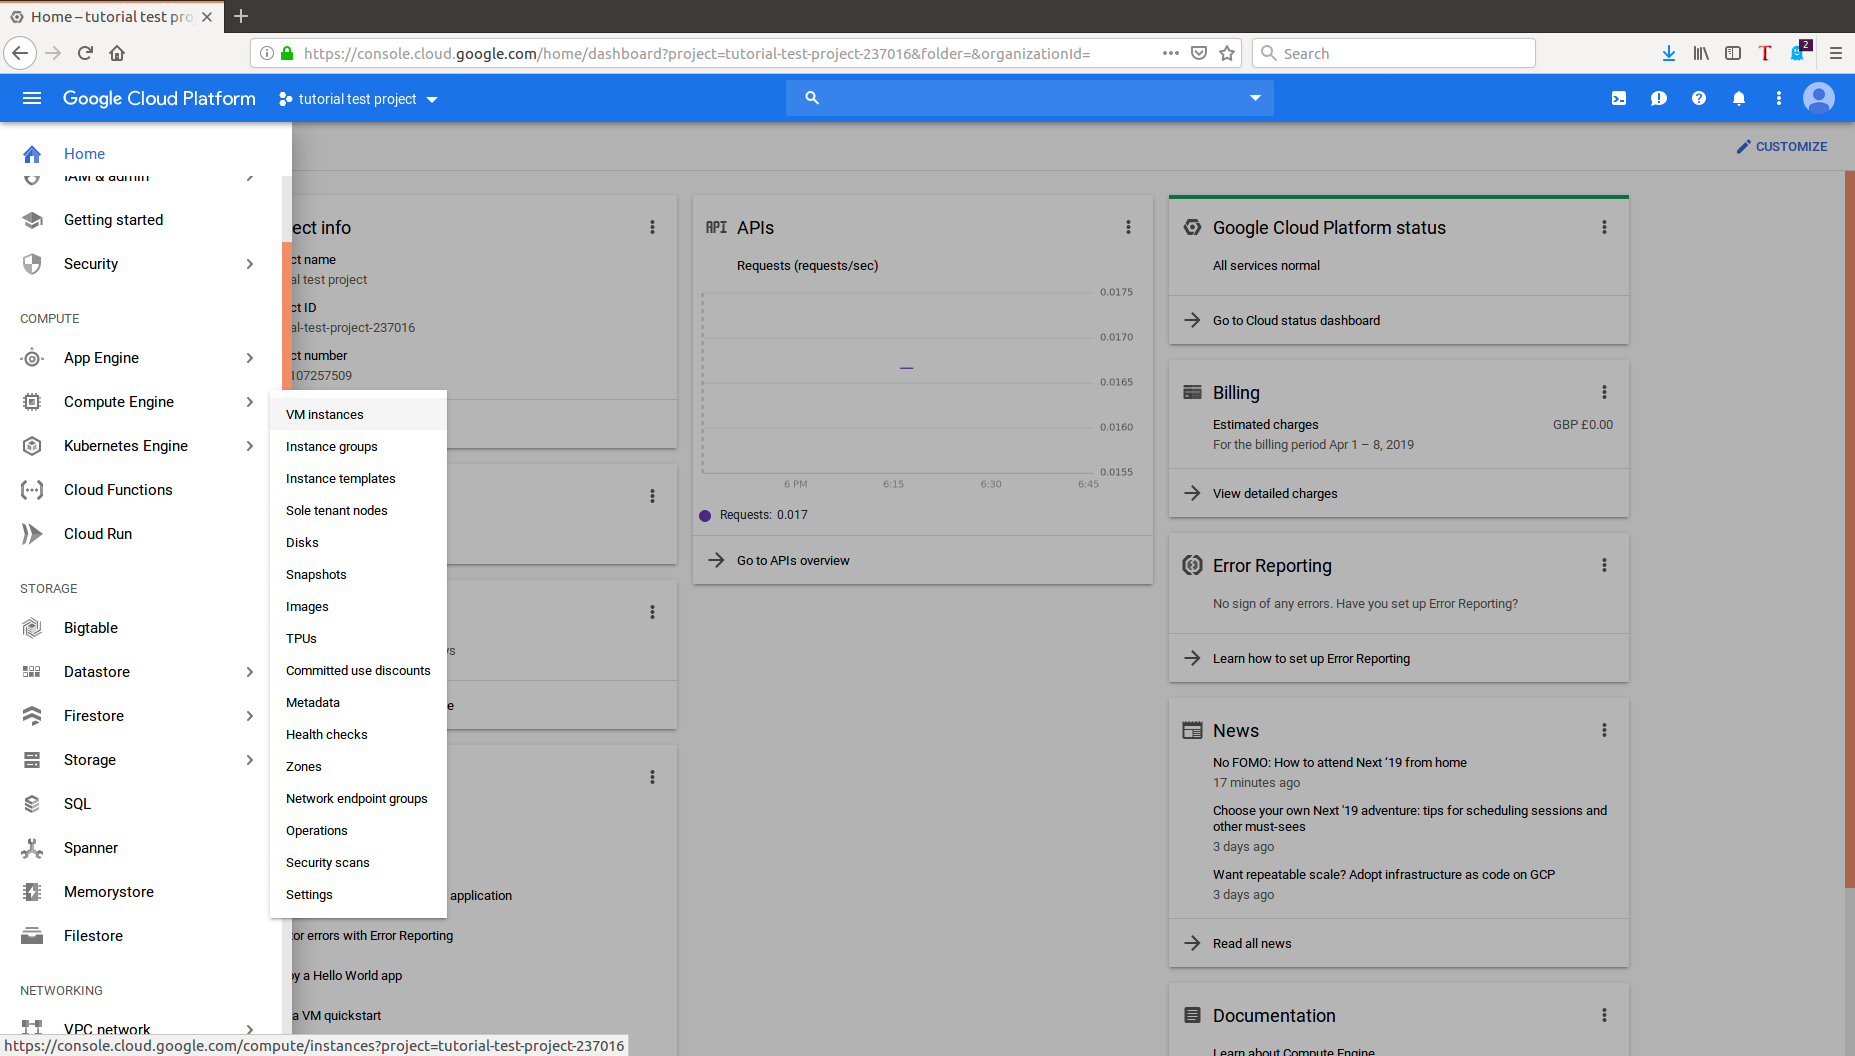 Home – tutorial test pro
https://console.cloud.google.com/home/dashboard?project=tutorial-test-project-237016&folder=&organizationId=
Search
2
Google Cloud Platform
tutorial test project
CUSTOMIZE
Home
IAM & admin
Getting started
Security
COMPUTE
App Engine
Compute Engine
Kubernetes Engine
Cloud Functions
Cloud Run
STORAGE
Bigtable
Datastore
Firestore
Storage
SQL
Spanner
Memorystore
Filestore
NETWORKING
VPC network
VM instances
Instance groups
Instance templates
Sole tenant nodes
Disks
Snapshots
Images
TPUs
Committed use discounts
Metadata
Health checks
Zones
Network endpoint groups
Operations
Security scans
Settings
ect info
ct name
al test project
ct ID
al-test-project-237016
ct number
107257509
vs
e
application
tor errors with Error Reporting
oy a Hello World app
a VM quickstart
API APIs
Requests (requests/sec)
0.0175
0.0170
0.0165
0.0160
0.0155
6 PM 6:15 6:30 6:45
Requests: 0.017
Go to APIs overview
Google Cloud Platform status
All services normal
Go to Cloud status dashboard
Billing
Estimated charges GBP £0.00
For the billing period Apr 1 – 8, 2019
View detailed charges
Error Reporting
No sign of any errors. Have you set up Error Reporting?
Learn how to set up Error Reporting
News
No FOMO: How to attend Next '19 from home
17 minutes ago
Choose your own Next '19 adventure: tips for scheduling sessions and
other must-sees
3 days ago
Want repeatable scale? Adopt infrastructure as code on GCP
3 days ago
Read all news
Documentation
Learn about Compute Engine
https://console.cloud.google.com/compute/instances?project=tutorial-test-project-237016